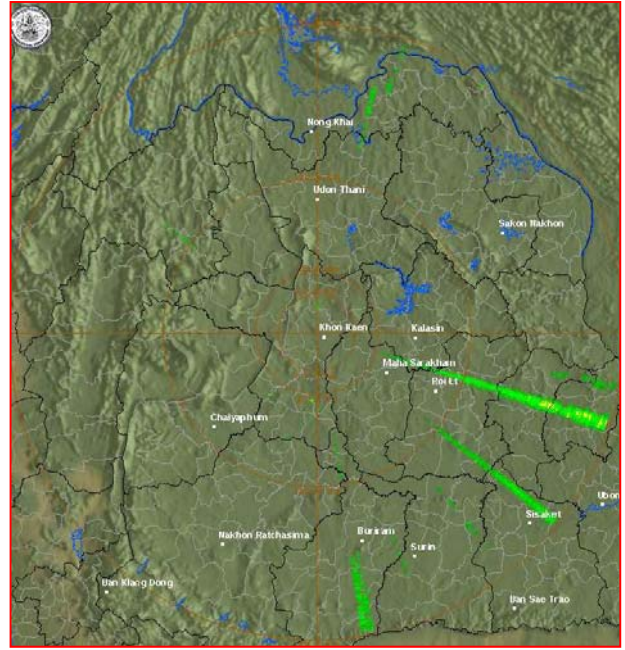 Nong Khai
Udon Thani
Sakon Nakhon
Khon Kaen
Kalasin
Maha Sarakham
Roi Et
Chaiyaphum
Ubon
Sisaket
Buriram
Nakhon Ratchasima
Surin
Ban Klang Dong
Ban Sae Trao